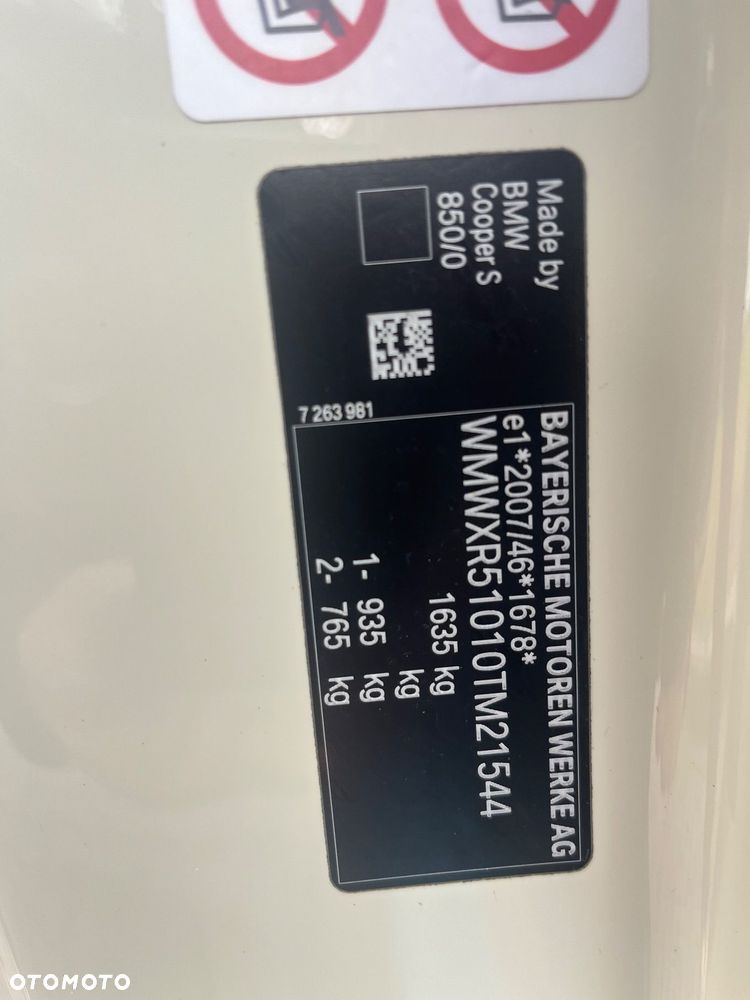 Made by
BMW
Cooper S
850/0
7 263 981
BAYERISCHE MOTOREN WERKE AG
e1*2007/46*1678*
WMWXR51010TM21544
1635 kg
kg
1- 935 kg
2- 765 kg
OTOMOTO